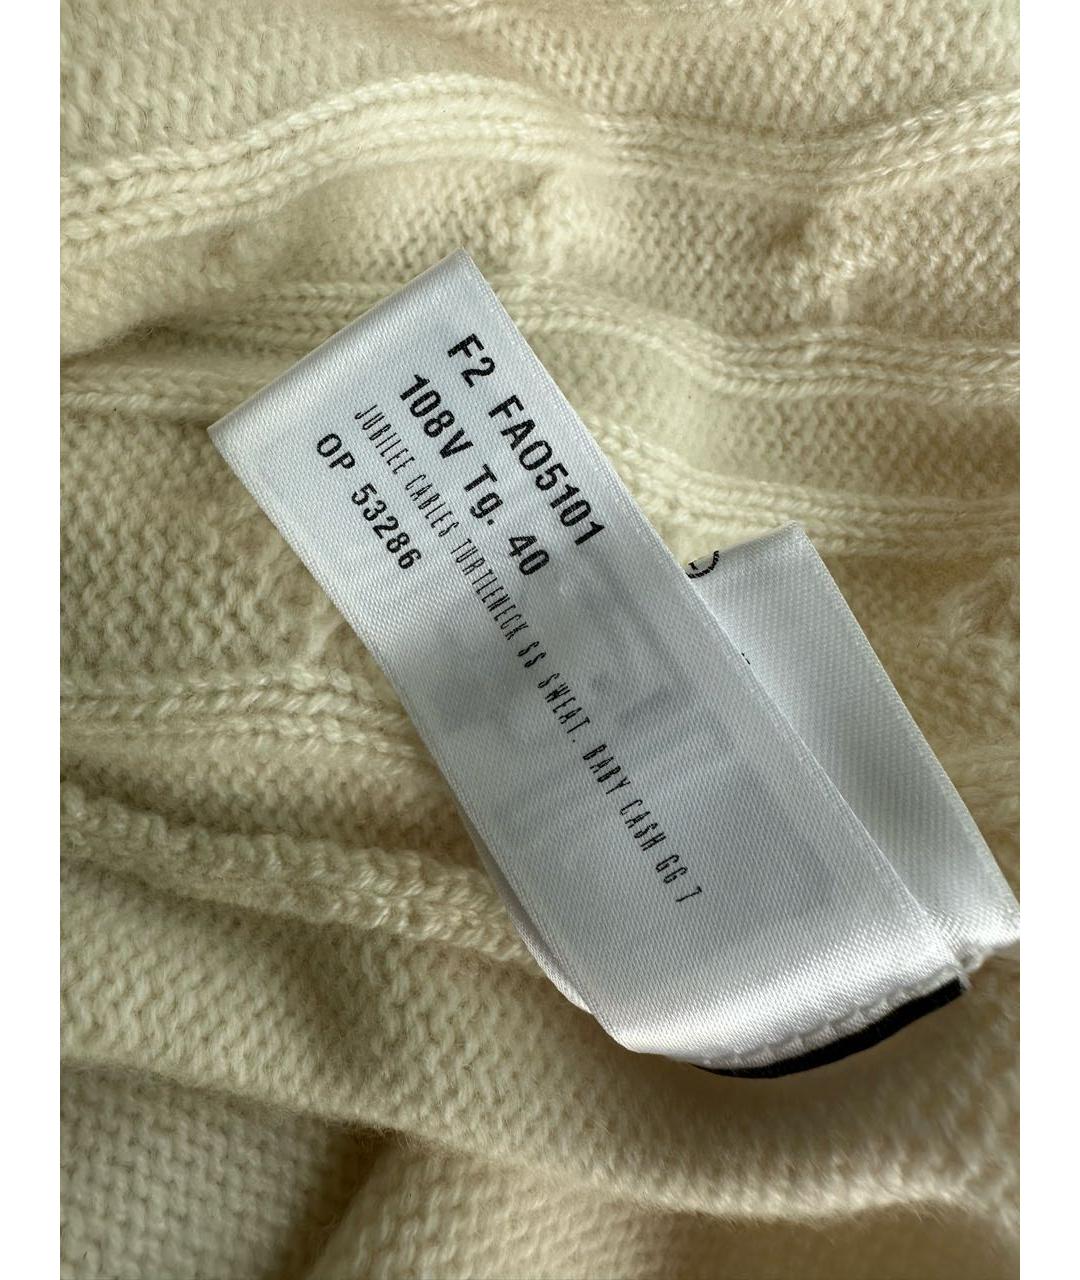 F2 FA05101
108V Tg. 40
JUBILEE CABLES TURTLENECK SS SWEAT. BABY CASH GG 7
OP 53286